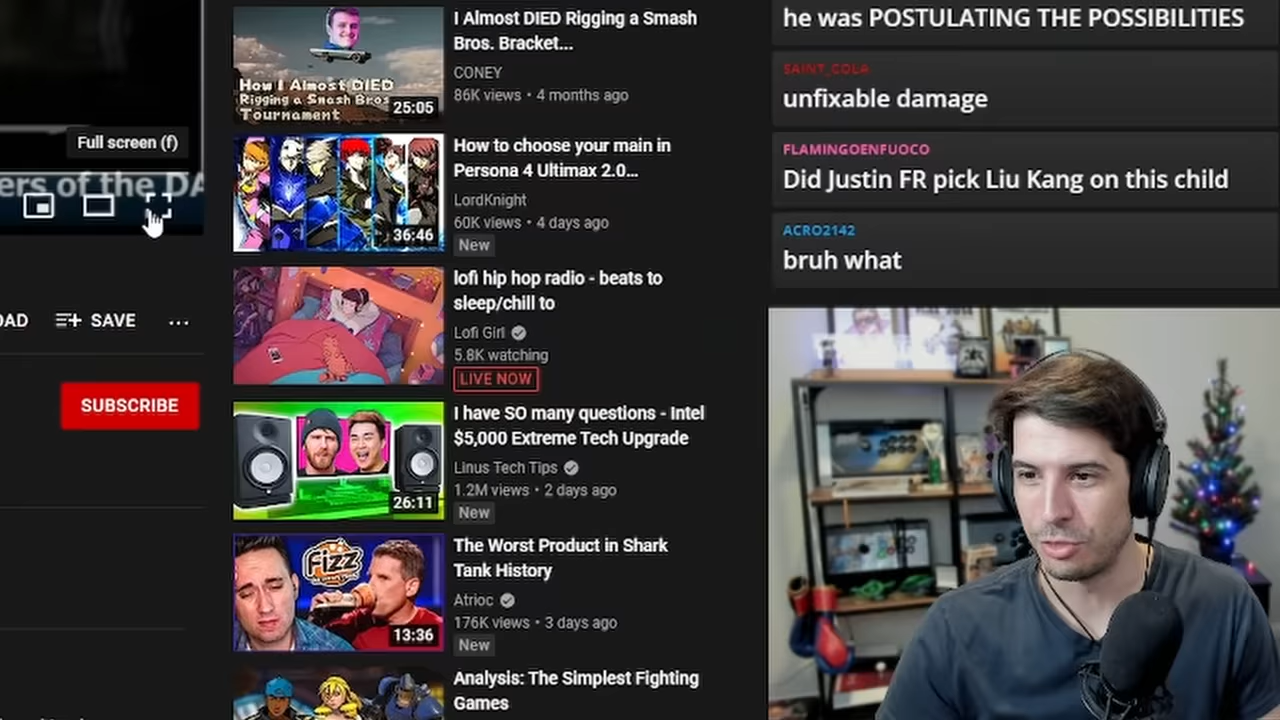 Full screen (f)
ers of the DA
OAD
SAVE
SUBSCRIBE
How I Almost DIED
Rigging a Smash Bros
Tournament
25:05
I Almost DIED Rigging a Smash
Bros. Bracket...
CONEY
86K views • 4 months ago
36:46
How to choose your main in
Persona 4 Ultimax 2.0...
LordKnight
60K views • 4 days ago
New
lofi hip hop radio - beats to
sleep/chill to
Lofi Girl
5.8K watching
LIVE NOW
26:11
I have SO many questions - Intel
$5,000 Extreme Tech Upgrade
Linus Tech Tips
1.2M views • 2 days ago
New
Fizz
13:36
The Worst Product in Shark
Tank History
Atrioc
176K views • 3 days ago
New
Analysis: The Simplest Fighting
Games
he was POSTULATING THE POSSIBILITIES
SAINT_COLA
unfixable damage
FLAMINGOENFUOCO
Did Justin FR pick Liu Kang on this child
ACRO2142
bruh what